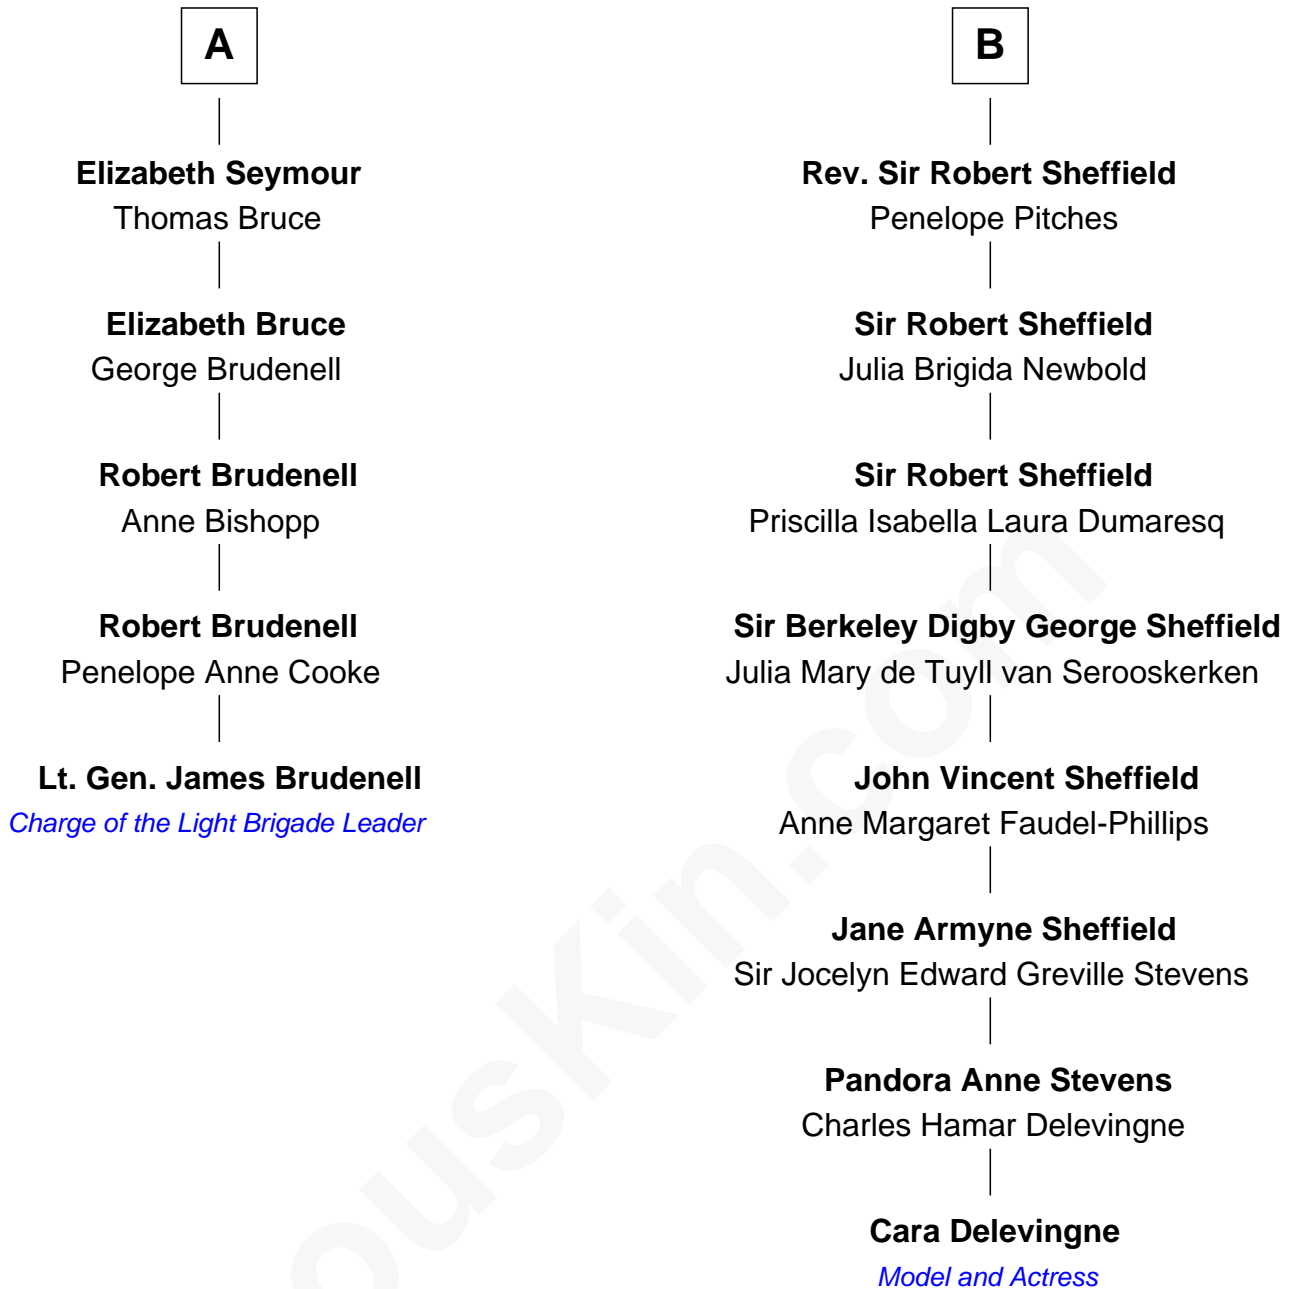 A
Elizabeth Seymour
Thomas Bruce
Elizabeth Bruce
George Brudenell
Robert Brudenell
Anne Bishopp
Robert Brudenell
Penelope Anne Cooke
Lt. Gen. James Brudenell
Charge of the Light Brigade Leader
B
Rev. Sir Robert Sheffield
Penelope Pitches
Sir Robert Sheffield
Julia Brigida Newbold
Sir Robert Sheffield
Priscilla Isabella Laura Dumaresq
Sir Berkeley Digby George Sheffield
Julia Mary de Tuyll van Serooskerken
John Vincent Sheffield
Anne Margaret Faudel-Phillips
Jane Armyne Sheffield
Sir Jocelyn Edward Greville Stevens
Pandora Anne Stevens
Charles Hamar Delevingne
Cara Delevingne
Model and Actress
ousKin.com